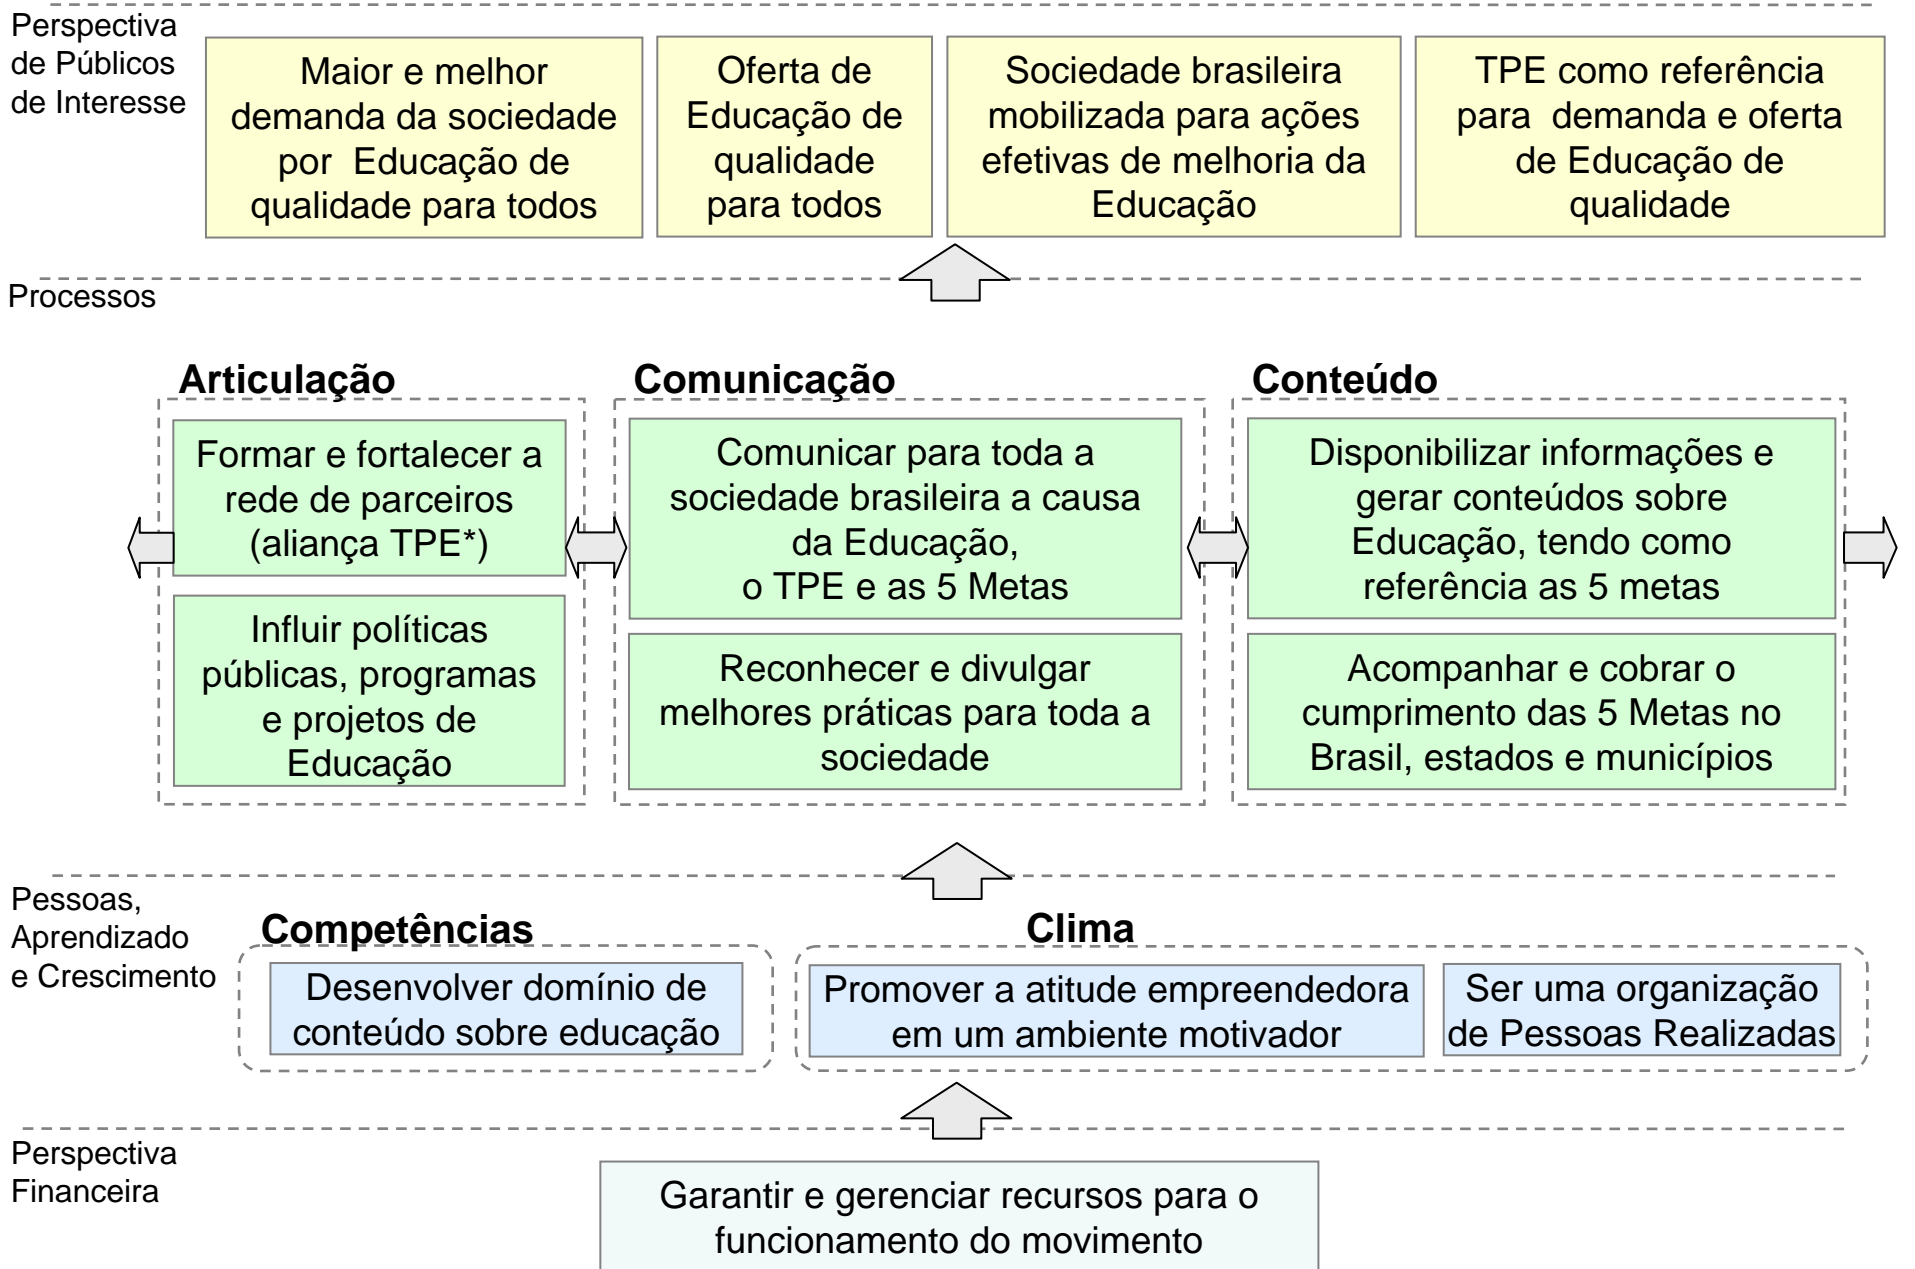 Perspectiva
de Públicos
de Interesse
Maior e melhor
demanda da sociedade
por Educação de
qualidade para todos
Oferta de
Educação de
qualidade
para todos
Sociedade brasileira
mobilizada para ações
efetivas de melhoria da
Educação
TPE como referência
para demanda e oferta
de Educação de
qualidade
Processos
Articulação
Formar e fortalecer a
rede de parceiros
(aliança TPE*)
Influir políticas
públicas, programas
e projetos de
Educação
Comunicação
Comunicar para toda a
sociedade brasileira a causa
da Educação,
o TPE e as 5 Metas
Reconhecer e divulgar
melhores práticas para toda a
sociedade
Conteúdo
Disponibilizar informações e
gerar conteúdos sobre
Educação, tendo como
referência as 5 metas
Acompanhar e cobrar o
cumprimento das 5 Metas no
Brasil, estados e municípios
Pessoas,
Aprendizado
e Crescimento
Competências
Desenvolver domínio de
conteúdo sobre educação
Clima
Promover a atitude empreendedora
em um ambiente motivador
Ser uma organização
de Pessoas Realizadas
Perspectiva
Financeira
Garantir e gerenciar recursos para o
funcionamento do movimento